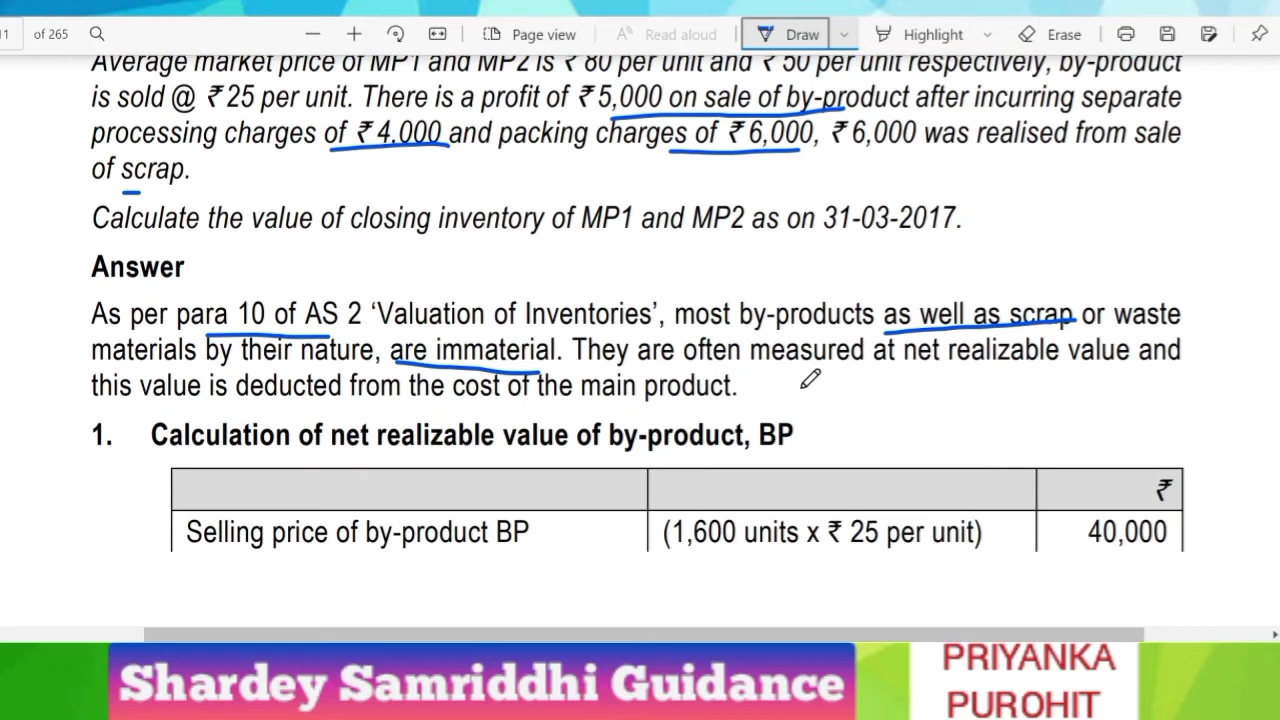 11 of 265 Page view Read aloud Draw Highlight Erase
Average market price of MP1 and MP2 is ₹ 80 per unit and ₹ 50 per unit respectively, by-product
is sold @ ₹ 25 per unit. There is a profit of ₹ 5,000 on sale of by-product after incurring separate
processing charges of ₹ 4,000 and packing charges of ₹ 6,000, ₹ 6,000 was realised from sale
of scrap.
Calculate the value of closing inventory of MP1 and MP2 as on 31-03-2017.
Answer
As per para 10 of AS 2 ‘Valuation of Inventories’, most by-products as well as scrap or waste
materials by their nature, are immaterial. They are often measured at net realizable value and
this value is deducted from the cost of the main product.
1. Calculation of net realizable value of by-product, BP
₹
Selling price of by-product BP (1,600 units x ₹ 25 per unit) 40,000
Shardey Samriddhi Guidance
PRIYANKA
PUROHIT